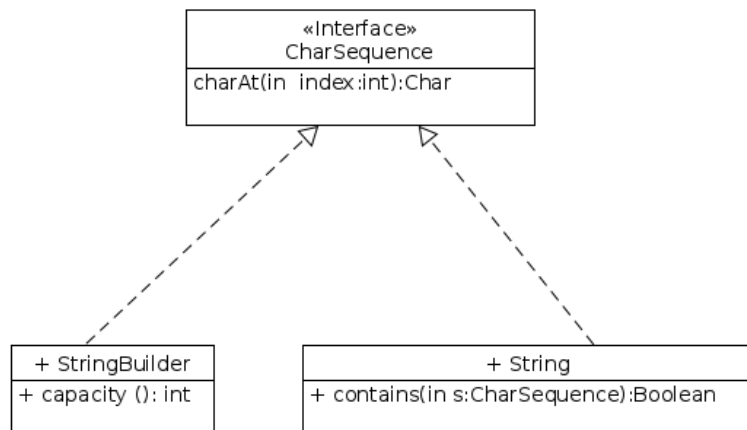 «Interface»
CharSequence
charAt(in index:int):Char
+ StringBuilder
+ capacity (): int
+ String
+ contains(in s:CharSequence):Boolean